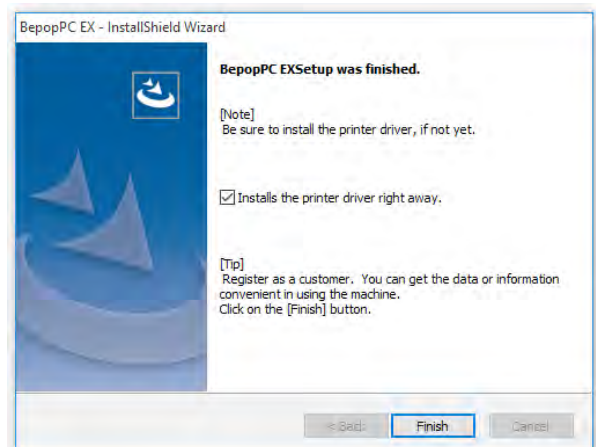 BepopPC EX - InstallShield Wizard
BepopPC EXSetup was finished.
[Note]
Be sure to install the printer driver, if not yet.
Installs the printer driver right away.
[Tip]
Register as a customer. You can get the data or information
convenient in using the machine.
Click on the [Finish] button.
< Back
Finish
Cancel